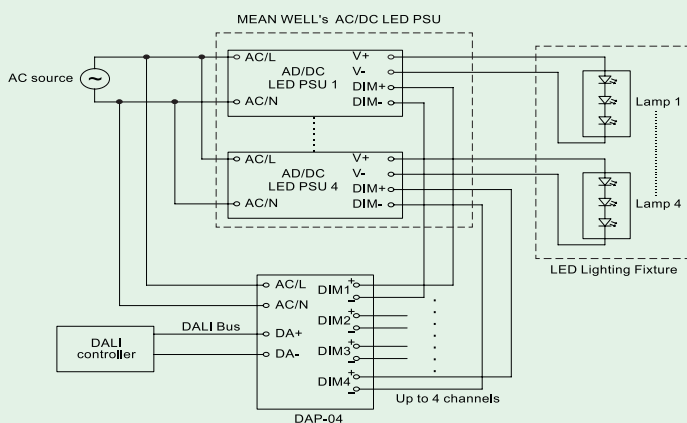 MEAN WELL's AC/DC LED PSU
AC source
~
AC/L
AD/DC
LED PSU 1
AC/N
V+
V-
DIM+
DIM-
AC/L
AD/DC
LED PSU 4
AC/N
V+
V-
DIM+
DIM-
Lamp 1
Lamp 4
LED Lighting Fixture
AC/L
AC/N
DA+
DA-
DIM1
+
-
DIM2
+
-
DIM3
+
-
DIM4
+
-
DALI Bus
DALI
controller
Up to 4 channels
DAP-04